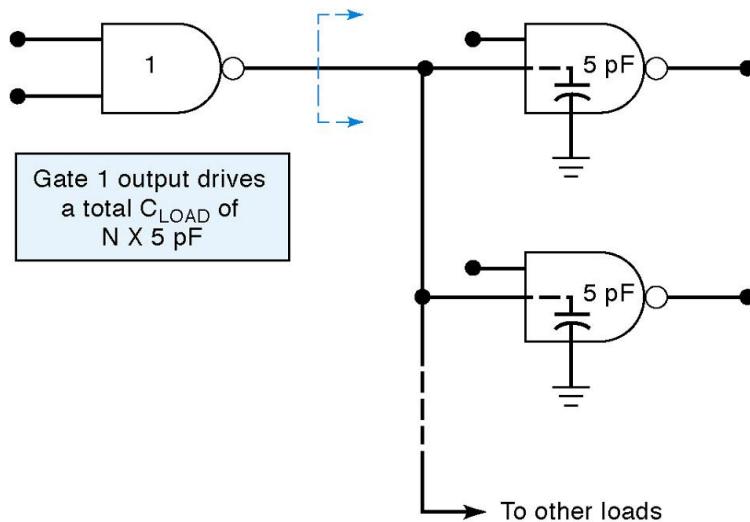 1
5 pF
Gate 1 output drives
a total CLOAD of
N X 5 pF
5 pF
To other loads